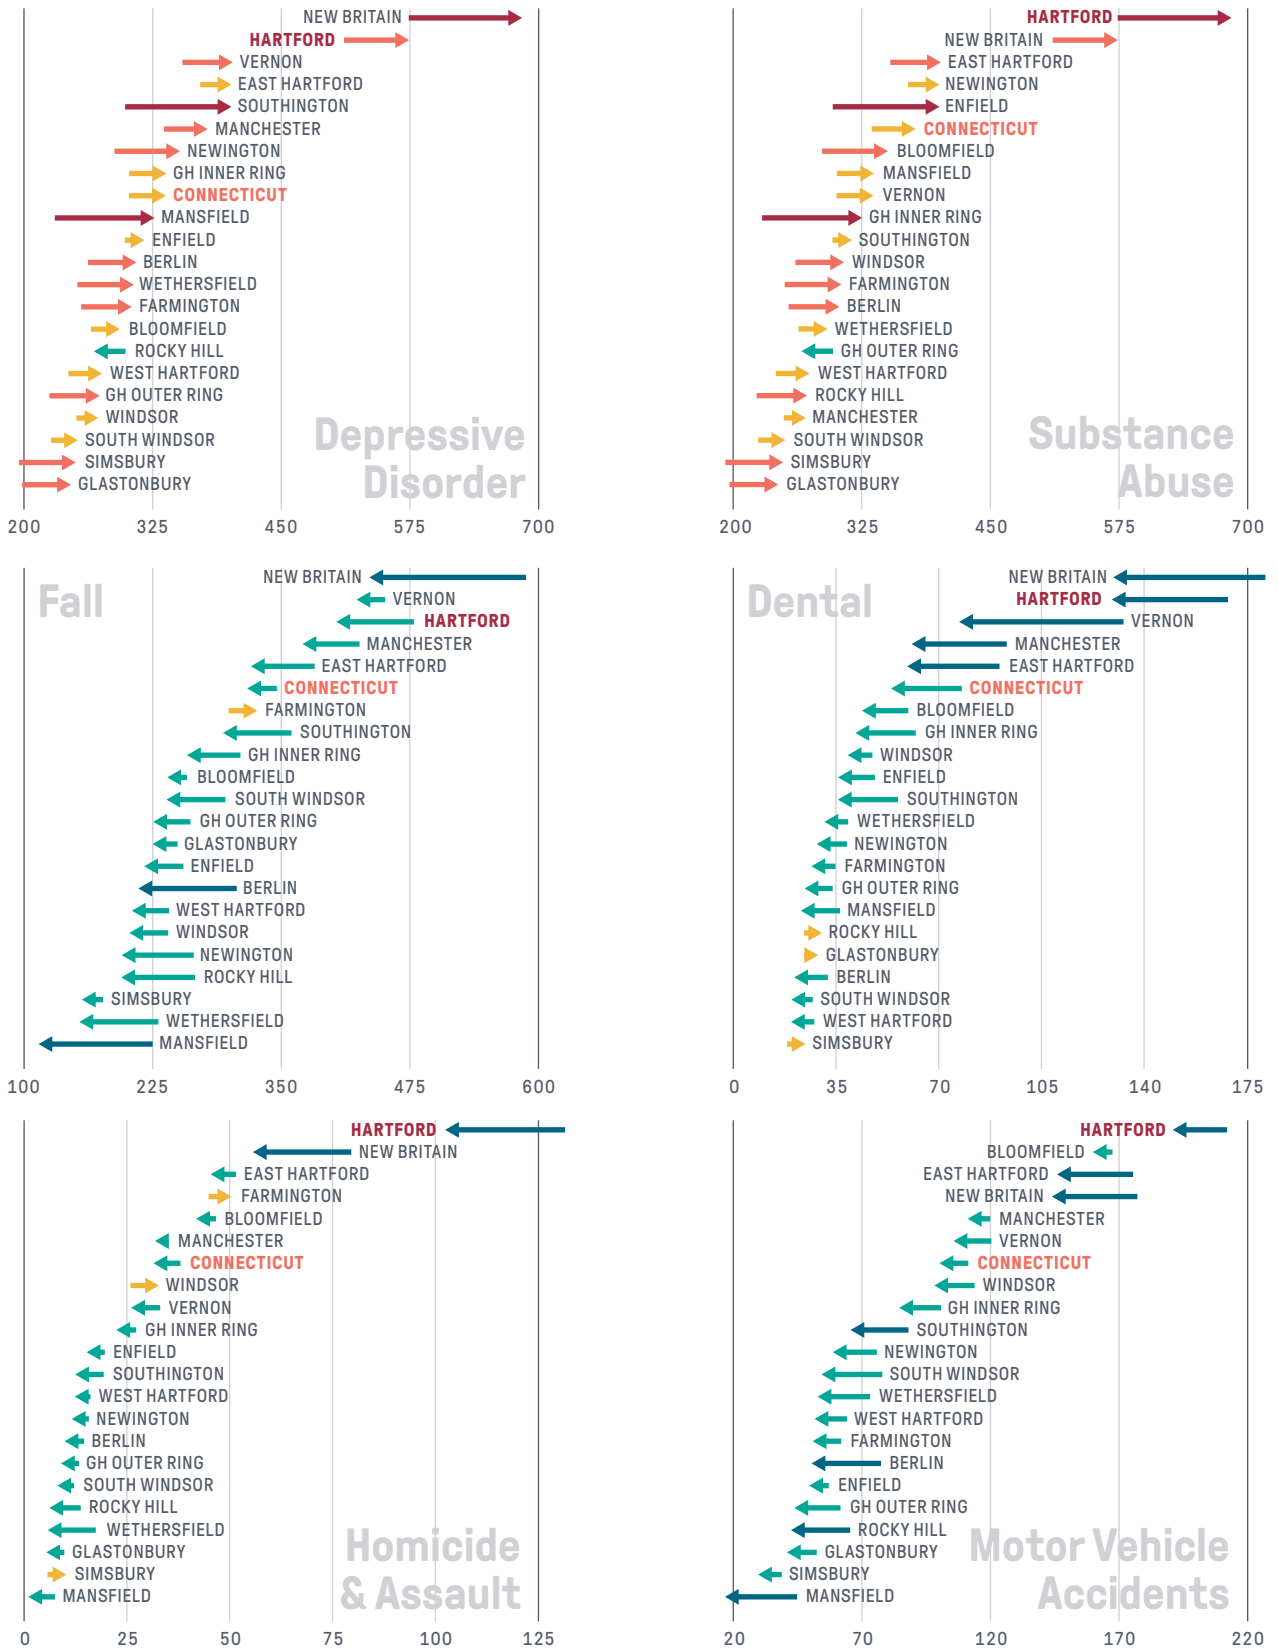 NEW BRITAIN
HARTFORD
VERNON
EAST HARTFORD
SOUTHINGTON
MANCHESTER
NEWINGTON
GH INNER RING
CONNECTICUT
MANSFIELD
ENFIELD
BERLIN
WETHERSFIELD
FARMINGTON
BLOOMFIELD
ROCKY HILL
WEST HARTFORD
GH OUTER RING
WINDSOR
SOUTH WINDSOR
SIMSBURY
GLASTONBURY
Depressive
Disorder
200 325 450 575 700
HARTFORD
NEW BRITAIN
EAST HARTFORD
NEWINGTON
ENFIELD
CONNECTICUT
BLOOMFIELD
MANSFIELD
VERNON
GH INNER RING
SOUTHINGTON
WINDSOR
FARMINGTON
BERLIN
WETHERSFIELD
GH OUTER RING
WEST HARTFORD
ROCKY HILL
MANCHESTER
SOUTH WINDSOR
SIMSBURY
GLASTONBURY
Substance
Abuse
200 325 450 575 700
Fall
NEW BRITAIN
VERNON
HARTFORD
MANCHESTER
EAST HARTFORD
CONNECTICUT
FARMINGTON
SOUTHINGTON
GH INNER RING
BLOOMFIELD
SOUTH WINDSOR
GH OUTER RING
GLASTONBURY
ENFIELD
BERLIN
WEST HARTFORD
WINDSOR
NEWINGTON
ROCKY HILL
SIMSBURY
WETHERSFIELD
MANSFIELD
100 225 350 475 600
Dental
NEW BRITAIN
HARTFORD
VERNON
MANCHESTER
EAST HARTFORD
CONNECTICUT
BLOOMFIELD
GH INNER RING
WINDSOR
ENFIELD
SOUTHINGTON
WETHERSFIELD
NEWINGTON
FARMINGTON
GH OUTER RING
MANSFIELD
ROCKY HILL
GLASTONBURY
BERLIN
SOUTH WINDSOR
WEST HARTFORD
SIMSBURY
0 35 70 105 140 175
HARTFORD
NEW BRITAIN
EAST HARTFORD
FARMINGTON
BLOOMFIELD
MANCHESTER
CONNECTICUT
WINDSOR
VERNON
GH INNER RING
ENFIELD
SOUTHINGTON
WEST HARTFORD
NEWINGTON
BERLIN
GH OUTER RING
SOUTH WINDSOR
ROCKY HILL
WETHERSFIELD
GLASTONBURY
SIMSBURY
MANSFIELD
Homicide
& Assault
0 25 50 75 100 125
HARTFORD
BLOOMFIELD
EAST HARTFORD
NEW BRITAIN
MANCHESTER
VERNON
CONNECTICUT
WINDSOR
GH INNER RING
SOUTHINGTON
NEWINGTON
SOUTH WINDSOR
WETHERSFIELD
WEST HARTFORD
FARMINGTON
BERLIN
ENFIELD
GH OUTER RING
ROCKY HILL
GLASTONBURY
SIMSBURY
MANSFIELD
Motor Vehicle
Accidents
20 70 120 170 220